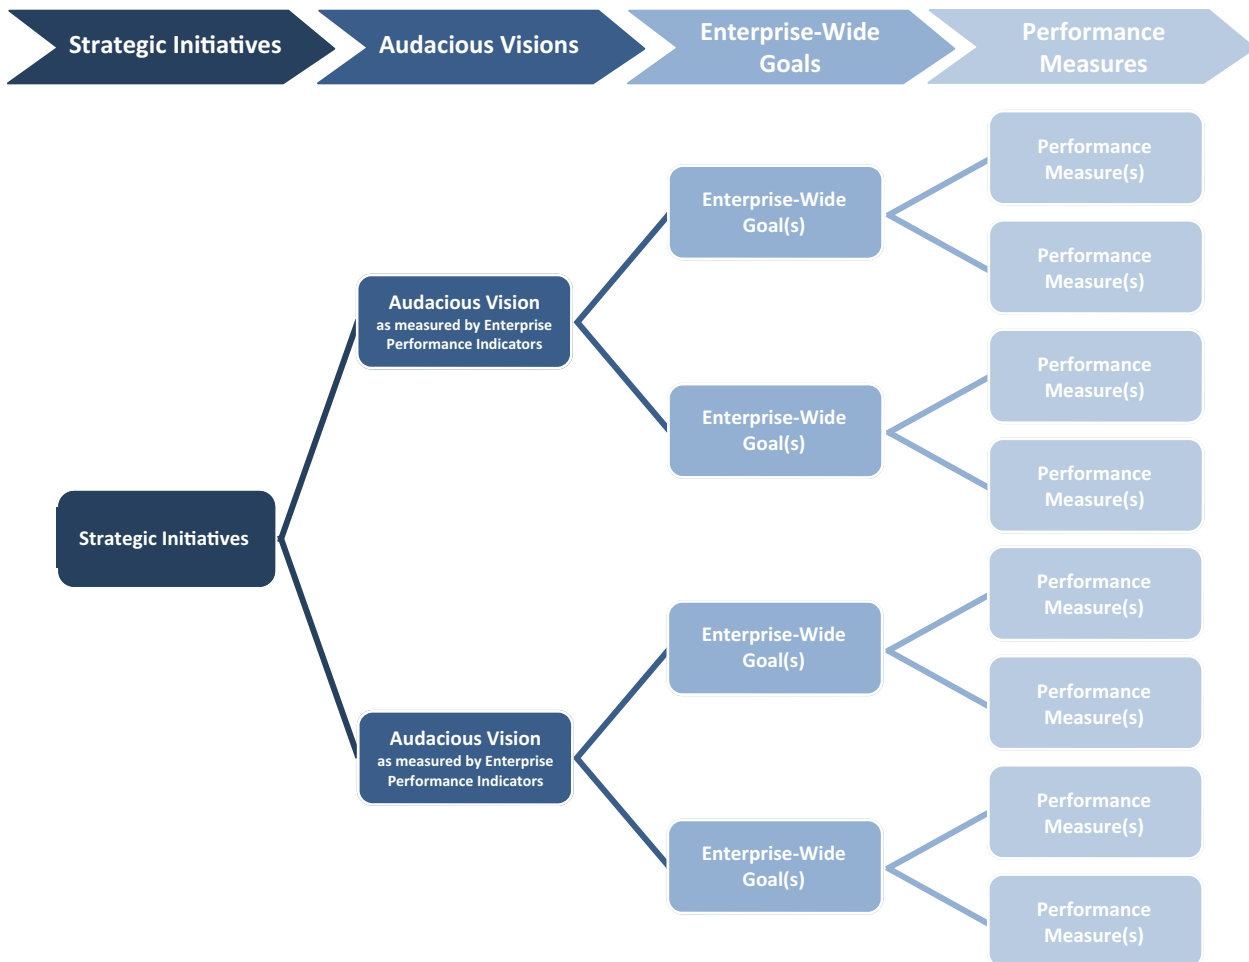 Strategic Initiatives
Audacious Visions
Enterprise-Wide
Goals
Performance
Measures
Strategic Initiatives
Audacious Vision
as measured by Enterprise
Performance Indicators
Audacious Vision
as measured by Enterprise
Performance Indicators
Enterprise-Wide
Goal(s)
Enterprise-Wide
Goal(s)
Enterprise-Wide
Goal(s)
Enterprise-Wide
Goal(s)
Performance
Measure(s)
Performance
Measure(s)
Performance
Measure(s)
Performance
Measure(s)
Performance
Measure(s)
Performance
Measure(s)
Performance
Measure(s)
Performance
Measure(s)